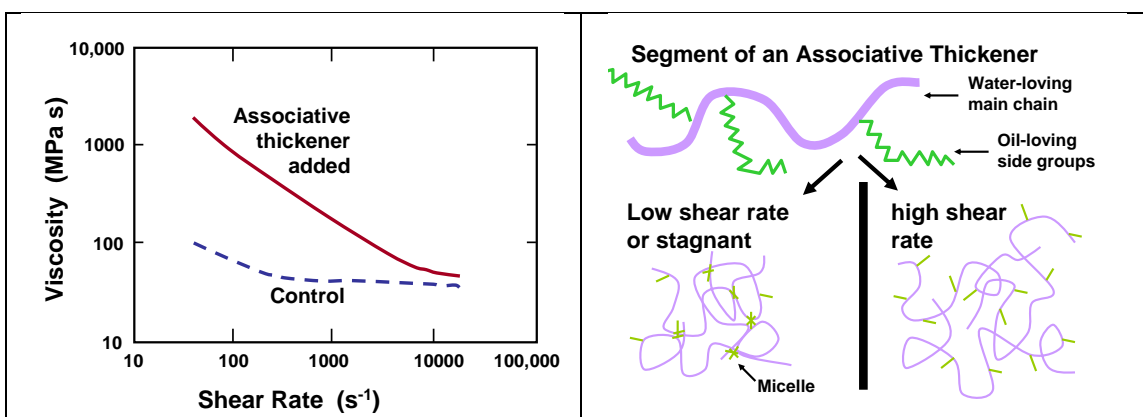 10,000
1000
100
10
Viscosity (MPa s)
Associative
thickener
added
Control
10
100
1000
10000
100,000
Shear Rate (s⁻¹)
Segment of an Associative Thickener
Water-loving
main chain
Oil-loving
side groups
Low shear rate
or stagnant
high shear
rate
Micelle